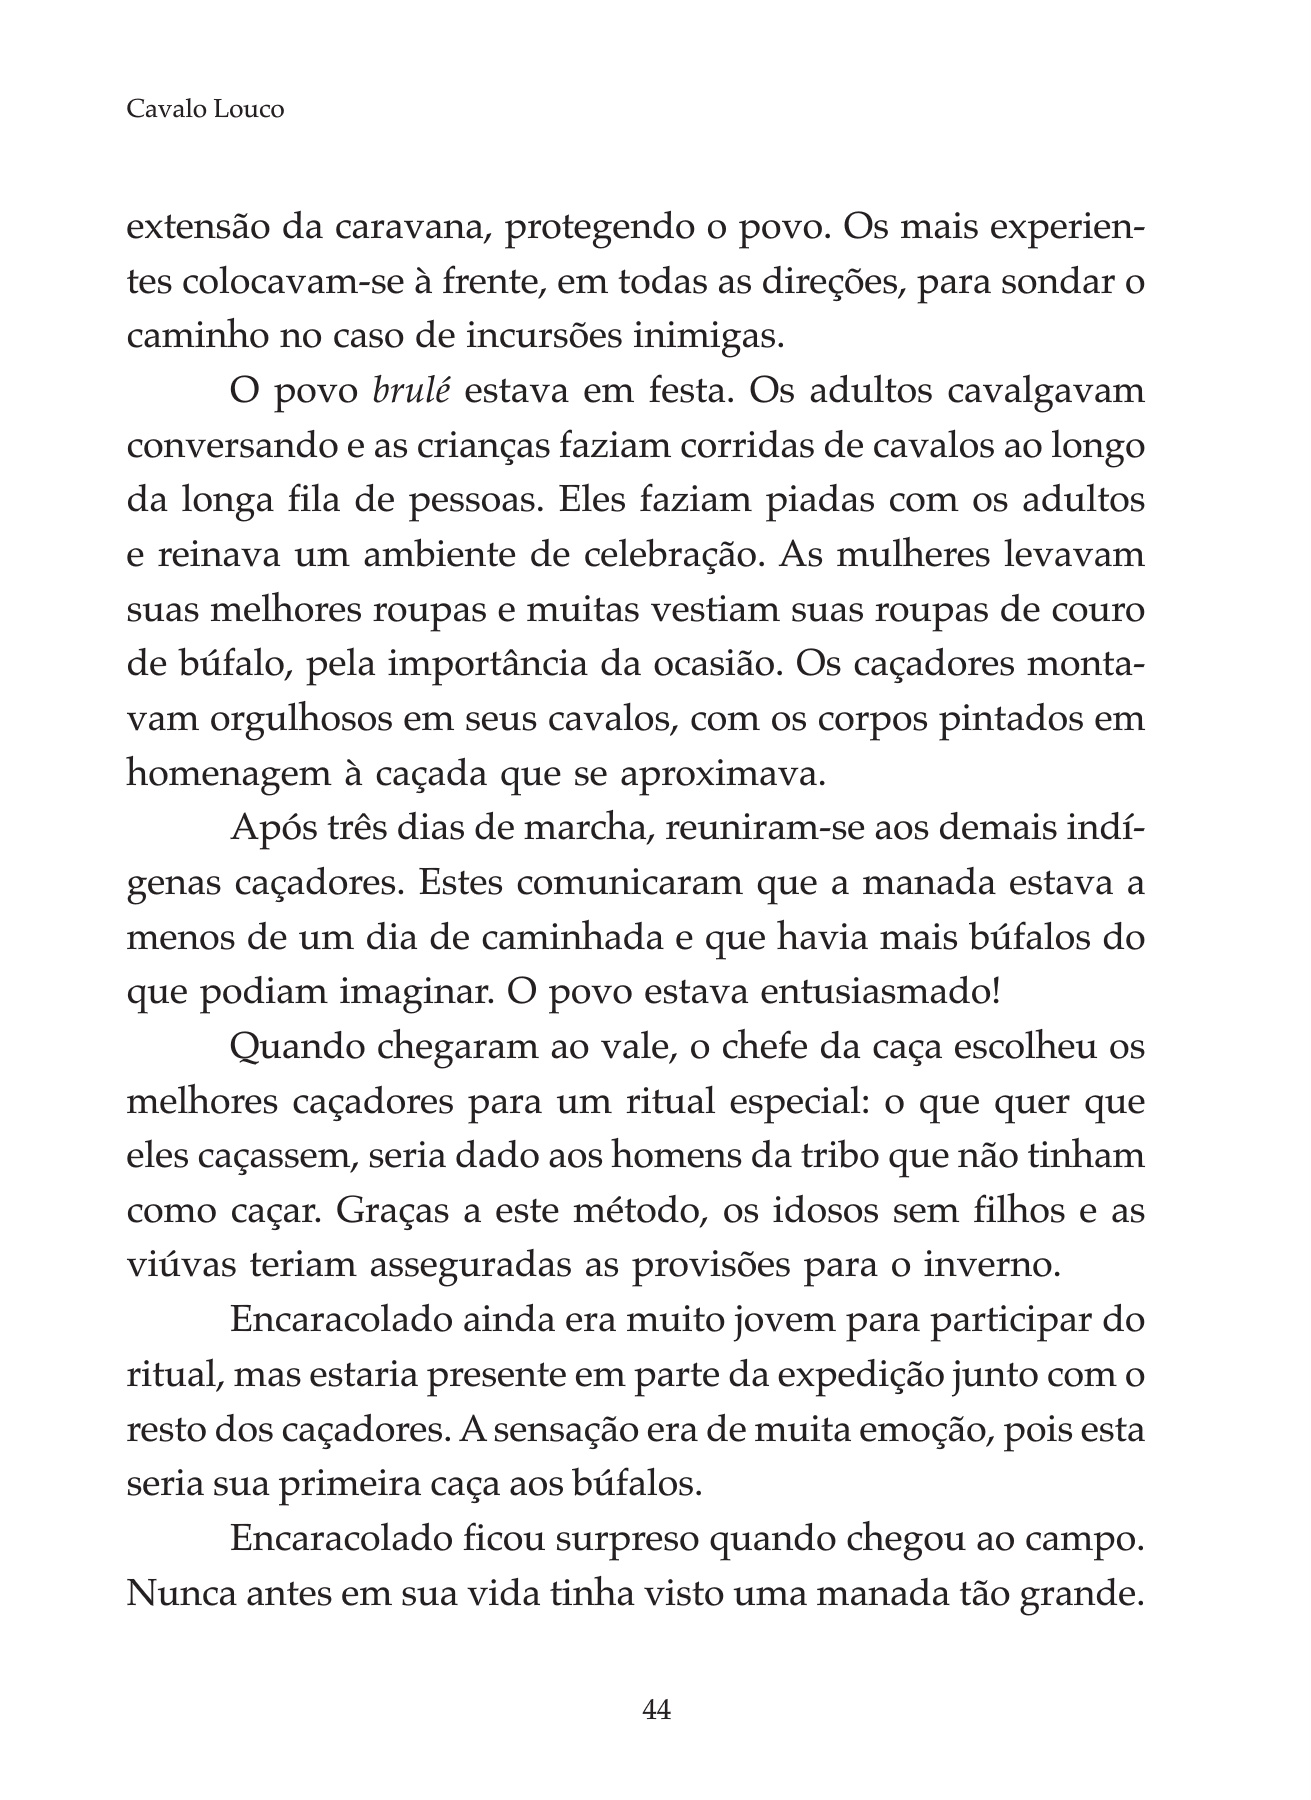 Cavalo Louco
extensão da caravana, protegendo o povo. Os mais experien-
tes colocavam-se à frente, em todas as direções, para sondar o
caminho no caso de incursões inimigas.
O povo brulé estava em festa. Os adultos cavalgavam
conversando e as crianças faziam corridas de cavalos ao longo
da longa fila de pessoas. Eles faziam piadas com os adultos
e reinava um ambiente de celebração. As mulheres levavam
suas melhores roupas e muitas vestiam suas roupas de couro
de búfalo, pela importância da ocasião. Os caçadores monta-
vam orgulhosos em seus cavalos, com os corpos pintados em
homenagem à caçada que se aproximava.
Após três dias de marcha, reuniram-se aos demais indí-
genas caçadores. Estes comunicaram que a manada estava a
menos de um dia de caminhada e que havia mais búfalos do
que podiam imaginar. O povo estava entusiasmado!
Quando chegaram ao vale, o chefe da caça escolheu os
melhores caçadores para um ritual especial: o que quer que
eles caçassem, seria dado aos homens da tribo que não tinham
como caçar. Graças a este método, os idosos sem filhos e as
viúvas teriam asseguradas as provisões para o inverno.
Encaracolado ainda era muito jovem para participar do
ritual, mas estaria presente em parte da expedição junto com o
resto dos caçadores. A sensação era de muita emoção, pois esta
seria sua primeira caça aos búfalos.
Encaracolado ficou surpreso quando chegou ao campo.
Nunca antes em sua vida tinha visto uma manada tão grande.
44